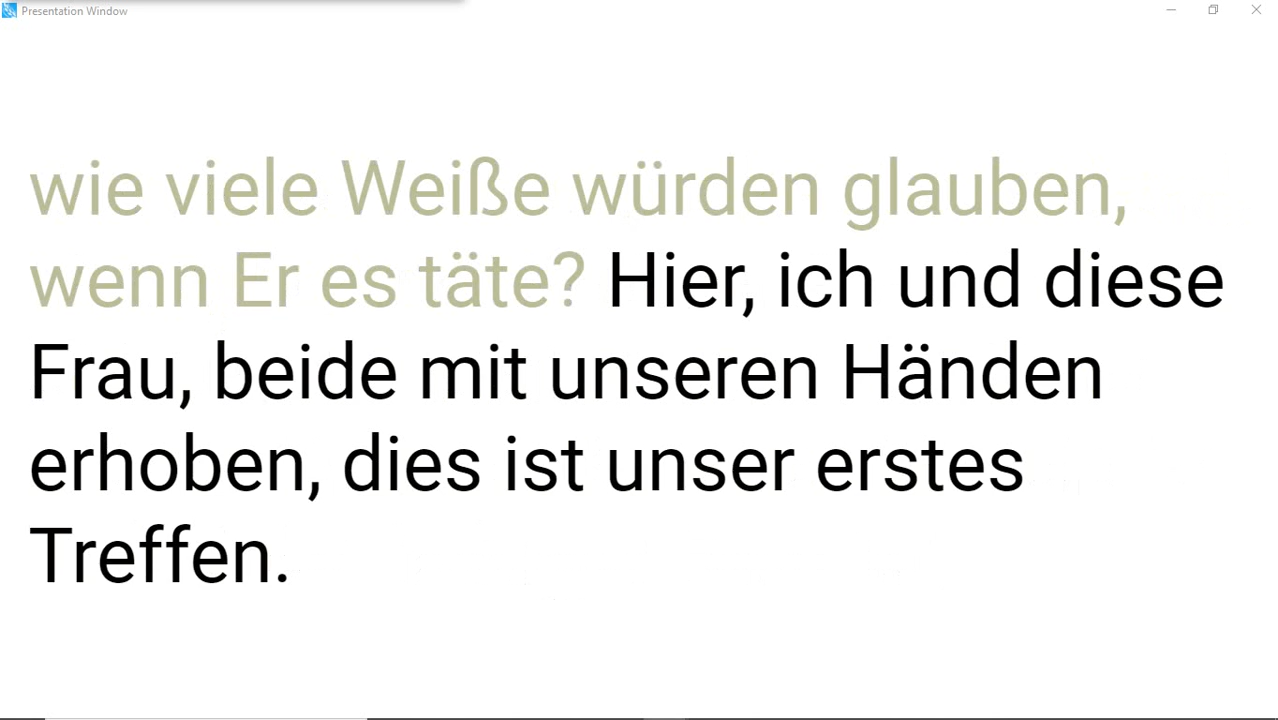 Presentation Window
wie viele Weiße würden glauben,
wenn Er es täte? Hier, ich und diese
Frau, beide mit unseren Händen
erhoben, dies ist unser erstes
Treffen.